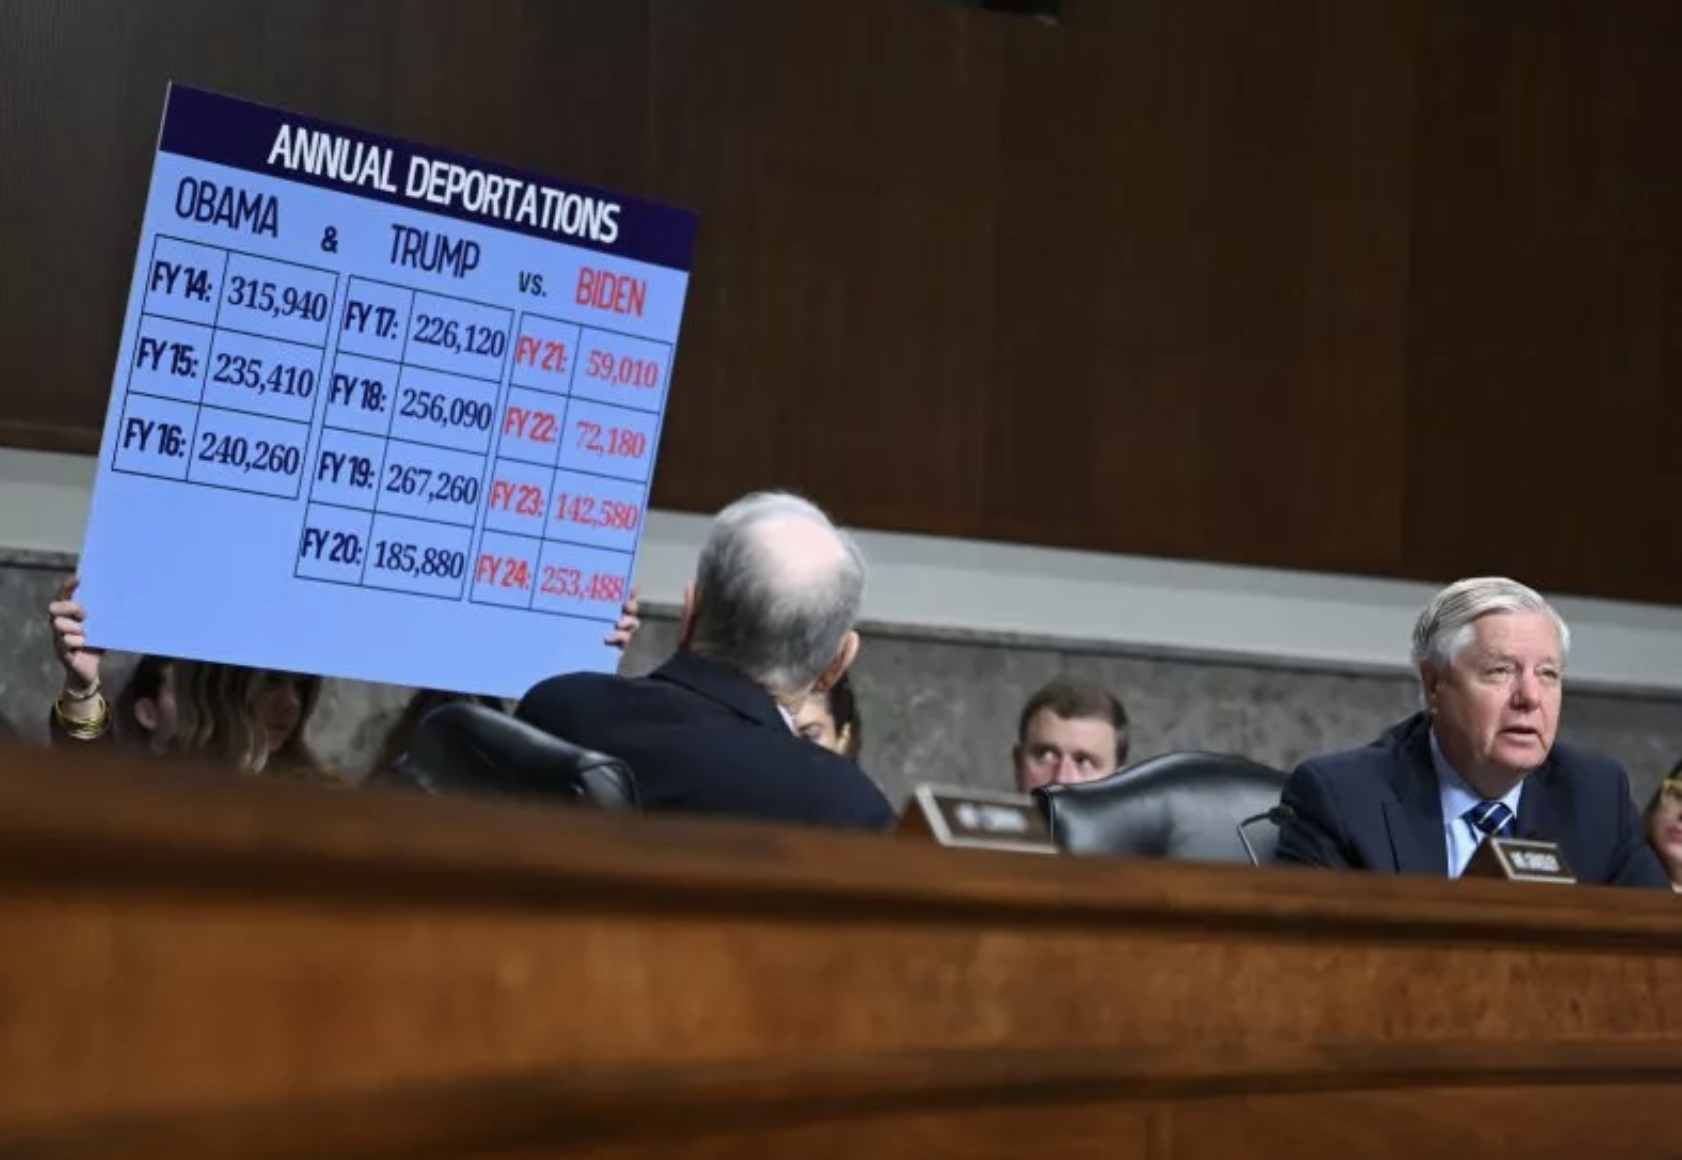 ANNUAL DEPORTATIONS
OBAMA & TRUMP vs. BIDEN
FY 14: 315,940
FY 15: 235,410
FY 16: 240,260
FY 17: 226,120
FY 18: 256,090
FY 19: 267,260
FY 20: 185,880
FY 21: 59,010
FY 22: 72,180
FY 23: 142,580
FY 24: 253,488